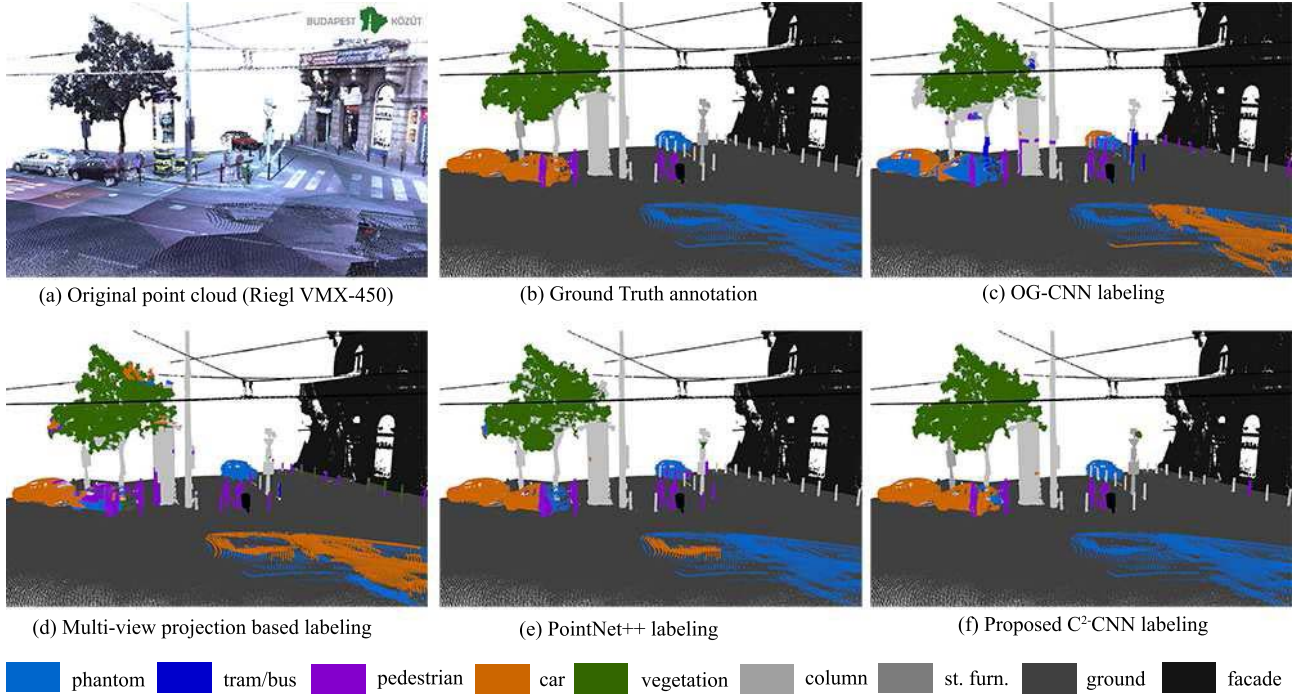 BUDAPEST KÖZÚT
(a) Original point cloud (Riegl VMX-450)
(b) Ground Truth annotation
(c) OG-CNN labeling
(d) Multi-view projection based labeling
(e) PointNet++ labeling
(f) Proposed C²-CNN labeling
phantom
tram/bus
pedestrian
car
vegetation
column
st. furn.
ground
facade